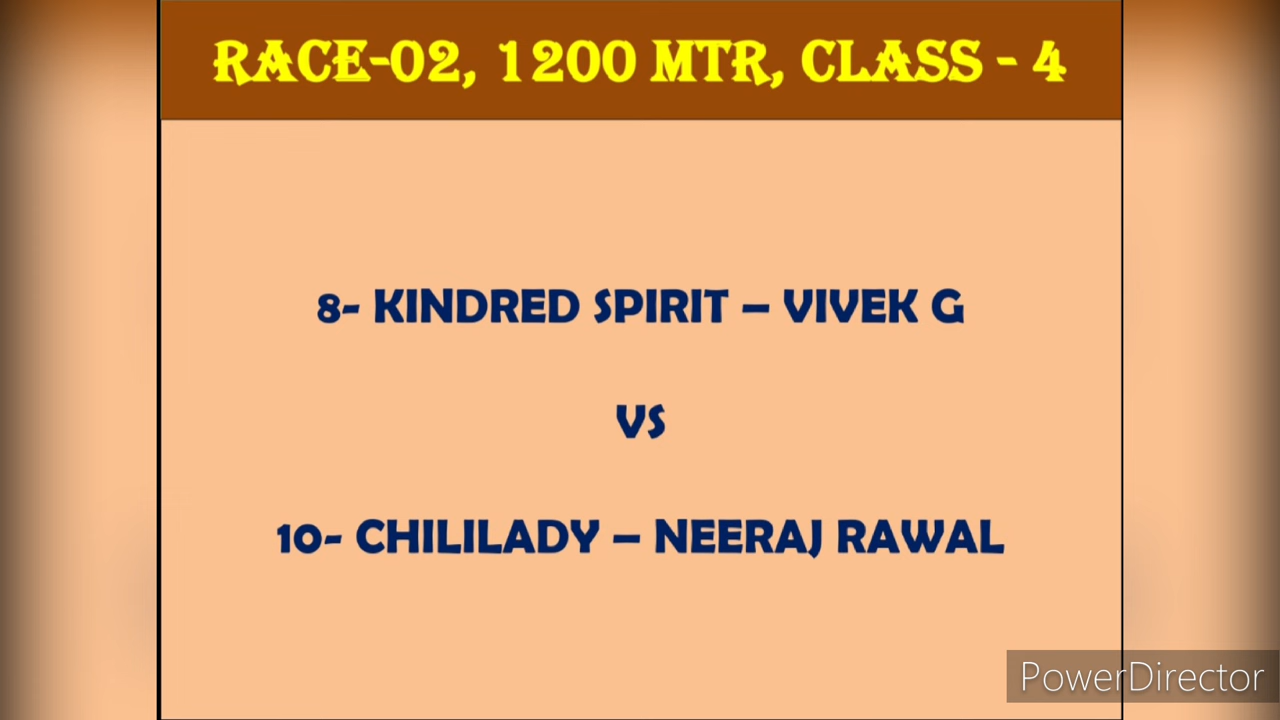 RACE-02, 1200 MTR, CLASS - 4
8- KINDRED SPIRIT – VIVEK G
VS
10- CHILILADY – NEERAJ RAWAL
PowerDirector